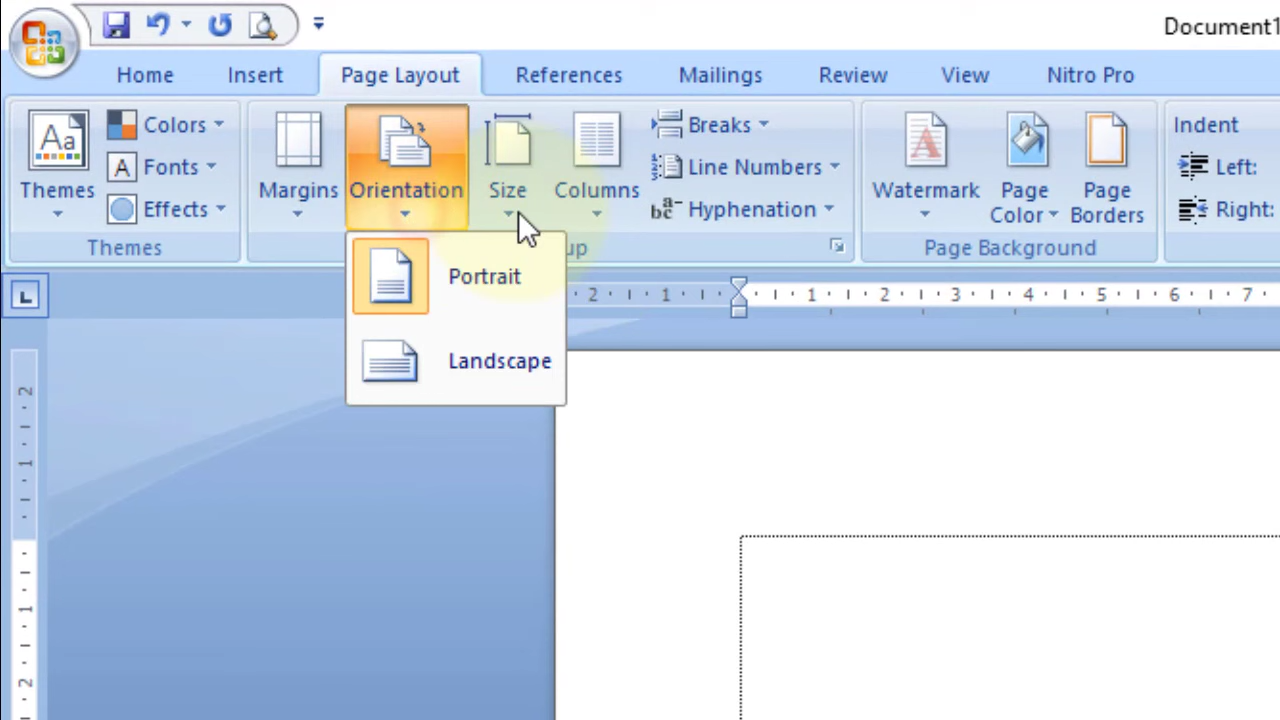 Document1
Home Insert Page Layout References Mailings Review View Nitro Pro
Themes
Colors
Fonts
Effects
Themes
Margins
Orientation
Size
Columns
Breaks
Line Numbers
Hyphenation
Watermark
Page
Color
Page
Borders
Page Background
Indent
Left:
Right:
Portrait
Landscape
2 1 1 2 3 4 5 6 7
2
1
1
2